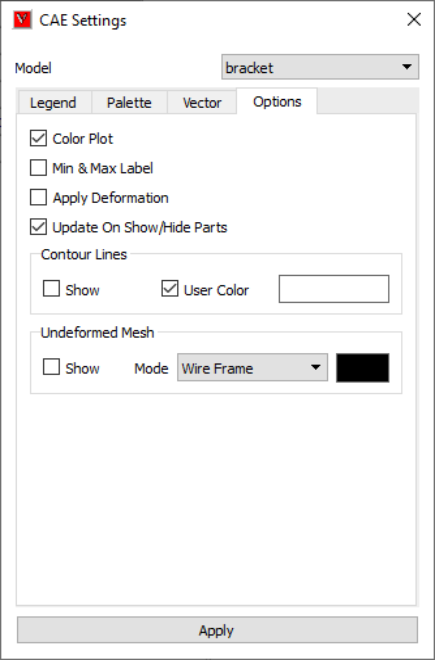 CAE Settings
Model bracket
Legend Palette Vector Options
Color Plot
Min & Max Label
Apply Deformation
Update On Show/Hide Parts
Contour Lines
Show User Color
Undeformed Mesh
Show Mode Wire Frame
Apply